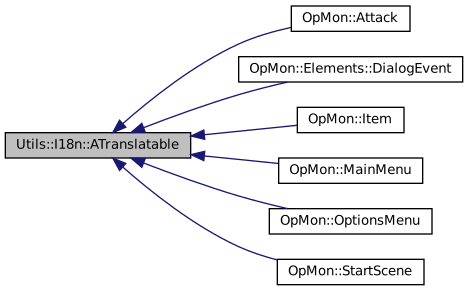 Utils::I18n::ATranslatable
OpMon::Attack
OpMon::Elements::DialogEvent
OpMon::Item
OpMon::MainMenu
OpMon::OptionsMenu
OpMon::StartScene